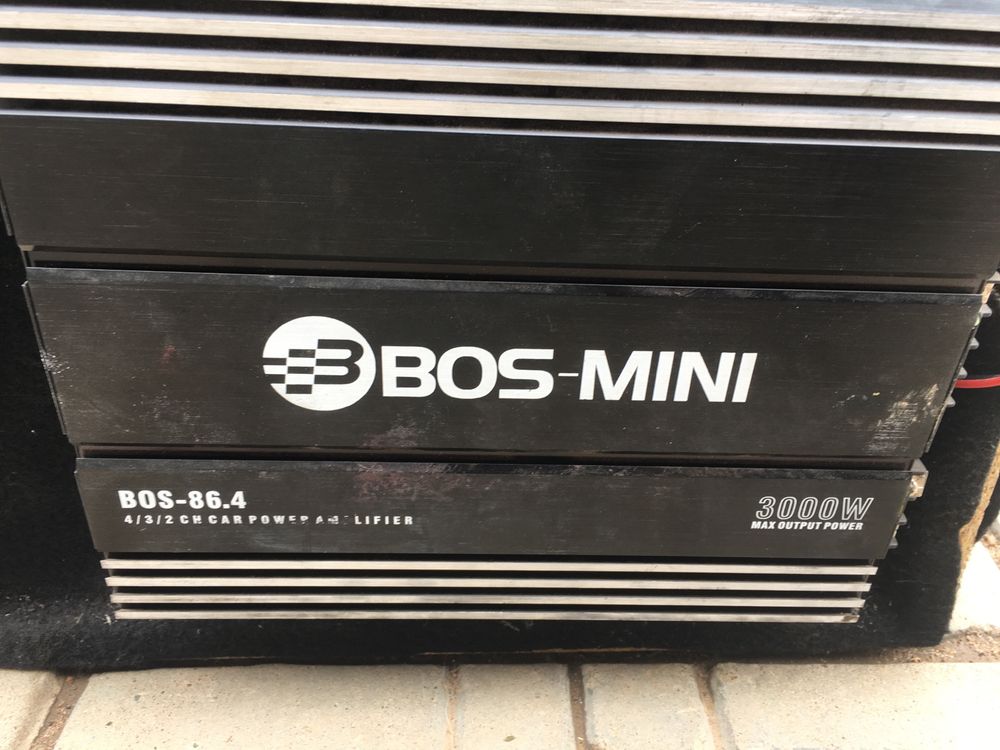 BOS-MINI
BOS-86.4
4/3/2 CH CAR POWER AMPLIFIER
3000W
MAX OUTPUT POWER